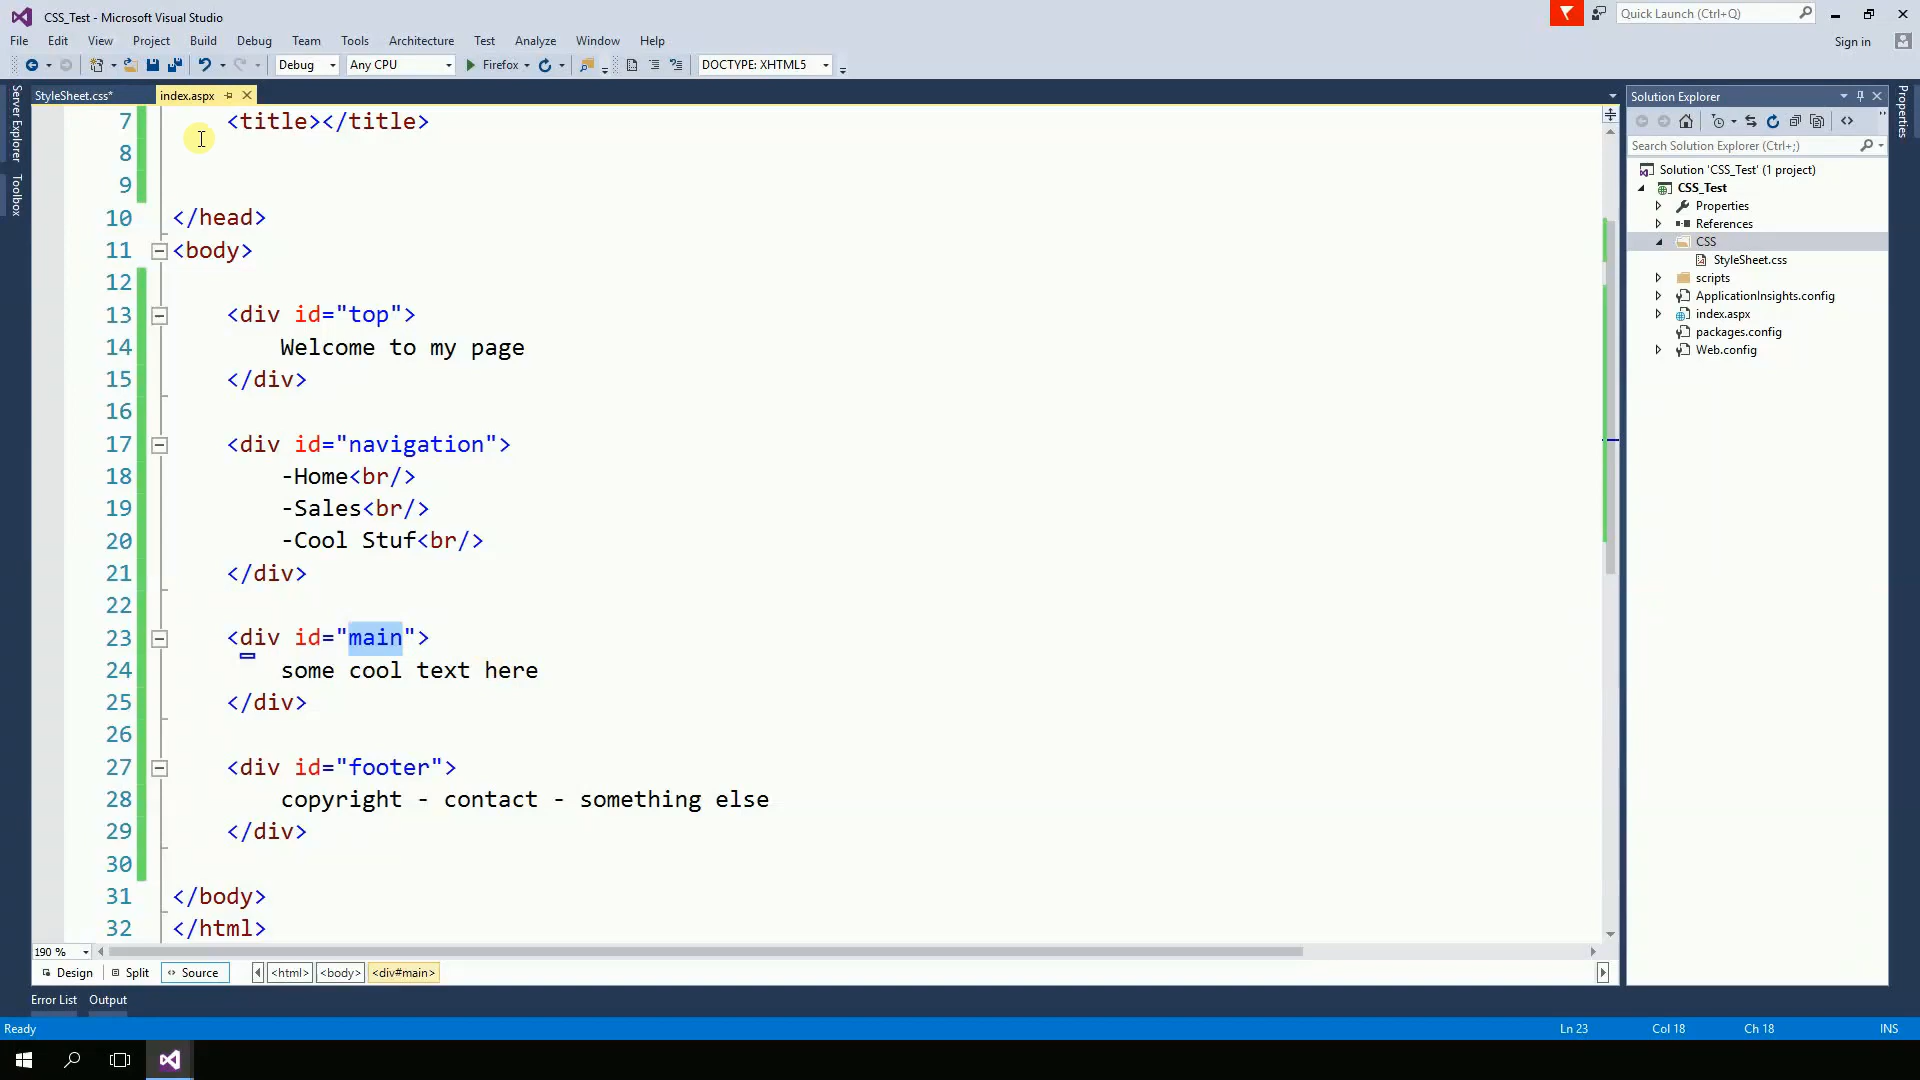 CSS_Test - Microsoft Visual Studio
Quick Launch (Ctrl+Q)
File Edit View Project Build Debug Team Tools Architecture Test Analyze Window Help
Sign in
Debug Any CPU Firefox DOCTYPE: XHTML5
StyleSheet.css* index.aspx
Server Explorer
Toolbox
7 <title></title>
8
9
10 </head>
11 <body>
12
13 <div id="top">
14 Welcome to my page
15 </div>
16
17 <div id="navigation">
18 -Home<br/>
19 -Sales<br/>
20 -Cool Stuf<br/>
21 </div>
22
23 <div id="main">
24 some cool text here
25 </div>
26
27 <div id="footer">
28 copyright - contact - something else
29 </div>
30
31 </body>
32 </html>
190 %
Design Split Source <html> <body> <div#main>
Solution Explorer
Search Solution Explorer (Ctrl+;)
Solution 'CSS_Test' (1 project)
CSS_Test
Properties
References
CSS
StyleSheet.css
scripts
ApplicationInsights.config
index.aspx
packages.config
Web.config
Properties
Error List Output
Ready Ln 23 Col 18 Ch 18 INS